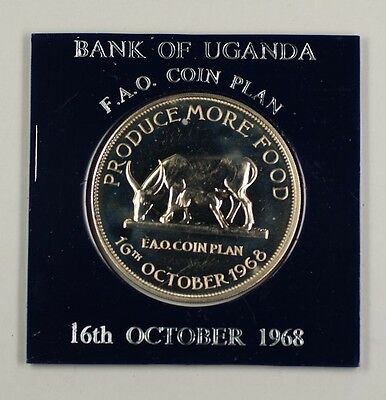 BANK OF UGANDA
F.A.O. COIN PLAN
PRODUCE MORE FOOD
F.A.O. COIN PLAN
16TH OCTOBER 1968
16th OCTOBER 1968